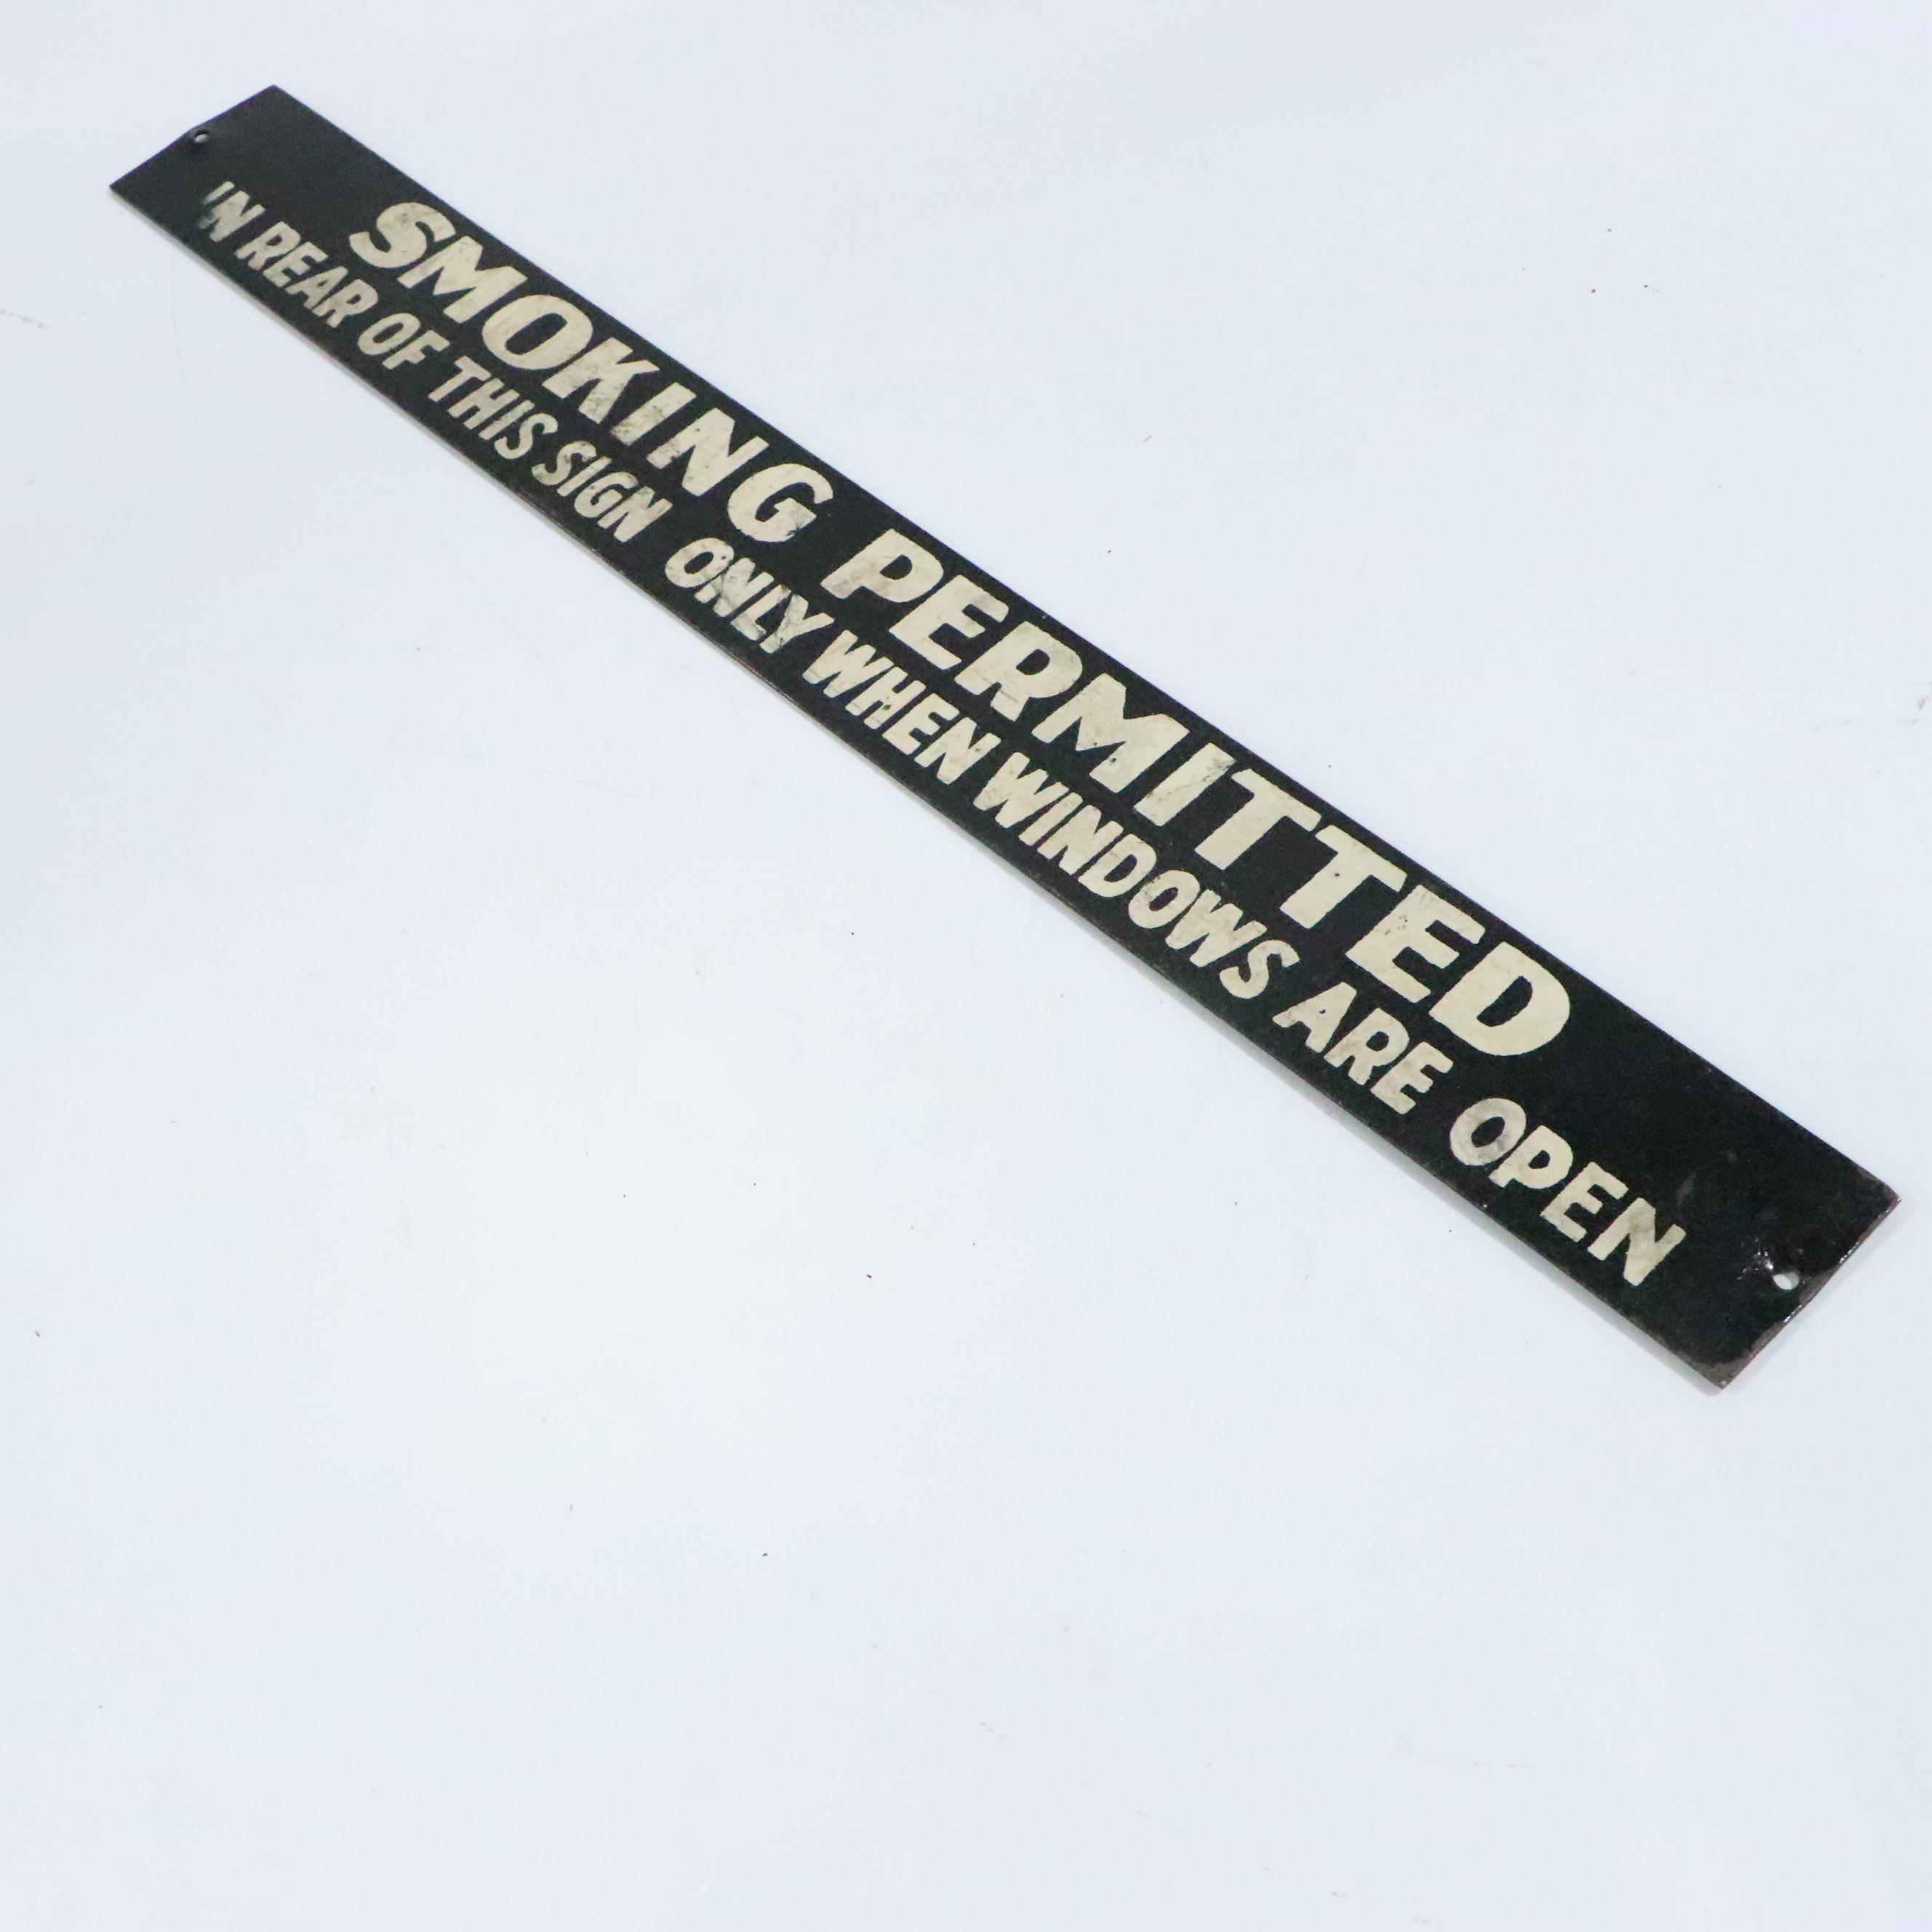 SMOKING PERMITTED
IN REAR OF THIS SIGN ONLY WHEN WINDOWS ARE OPEN